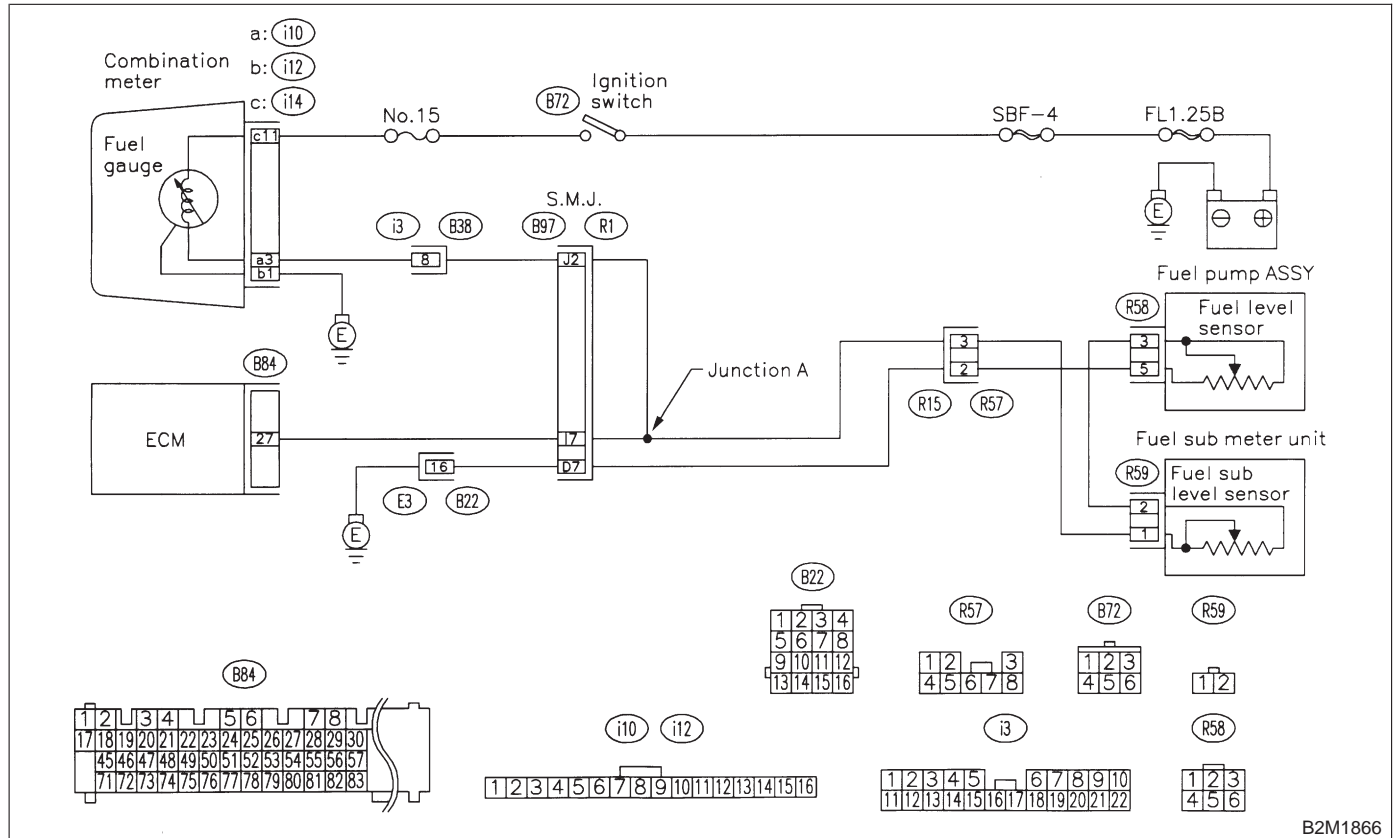 a: i10
Combination
meter
b: i12
c: i14
Fuel
gauge
c11
No.15
B72
Ignition
switch
SBF-4
FL1.25B
E
⊖ ⊕
S.M.J.
i3 B38 B97 R1
a3
b1
8
J2
E
Fuel pump ASSY
R58
Fuel level
sensor
3
5
B84
ECM
27
Junction A
3
2
R15 R57
I7
D7
16
E3 B22
E
Fuel sub meter unit
R59
Fuel sub
level sensor
2
1
B22
1 2 3 4
5 6 7 8
9 10 11 12
13 14 15 16
R57
1 2 3
4 5 6 7 8
B72
1 2 3
4 5 6
R59
1 2
B84
1 2 3 4 5 6 7 8
17 18 19 20 21 22 23 24 25 26 27 28 29 30
45 46 47 48 49 50 51 52 53 54 55 56 57
71 72 73 74 75 76 77 78 79 80 81 82 83
i10 i12
1 2 3 4 5 6 7 8 9 10 11 12 13 14 15 16
i3
1 2 3 4 5 6 7 8 9 10
11 12 13 14 15 16 17 18 19 20 21 22
R58
1 2 3
4 5 6
B2M1866